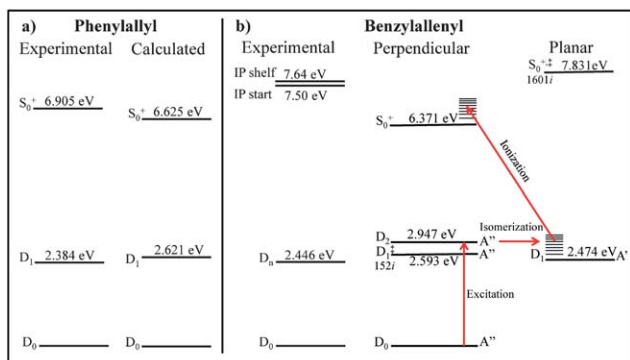 a) Phenylallyl
Experimental Calculated
S₀⁺ 6.905 eV
S₀⁺ 6.625 eV
D₁ 2.384 eV
D₁ 2.621 eV
D₀
D₀
b) Benzylallenyl
Experimental Perpendicular Planar
IP shelf 7.64 eV
IP start 7.50 eV
S₀⁺‡ 7.831eV
1601i
S₀⁺ 6.371 eV
Ionization
Isomerization
D₂ 2.947 eV A’’
Dₙ 2.446 eV
D₁‡ 2.593 eV A’’
152i
D₁ 2.474 eV A’’
Excitation
D₀
D₀ A’’